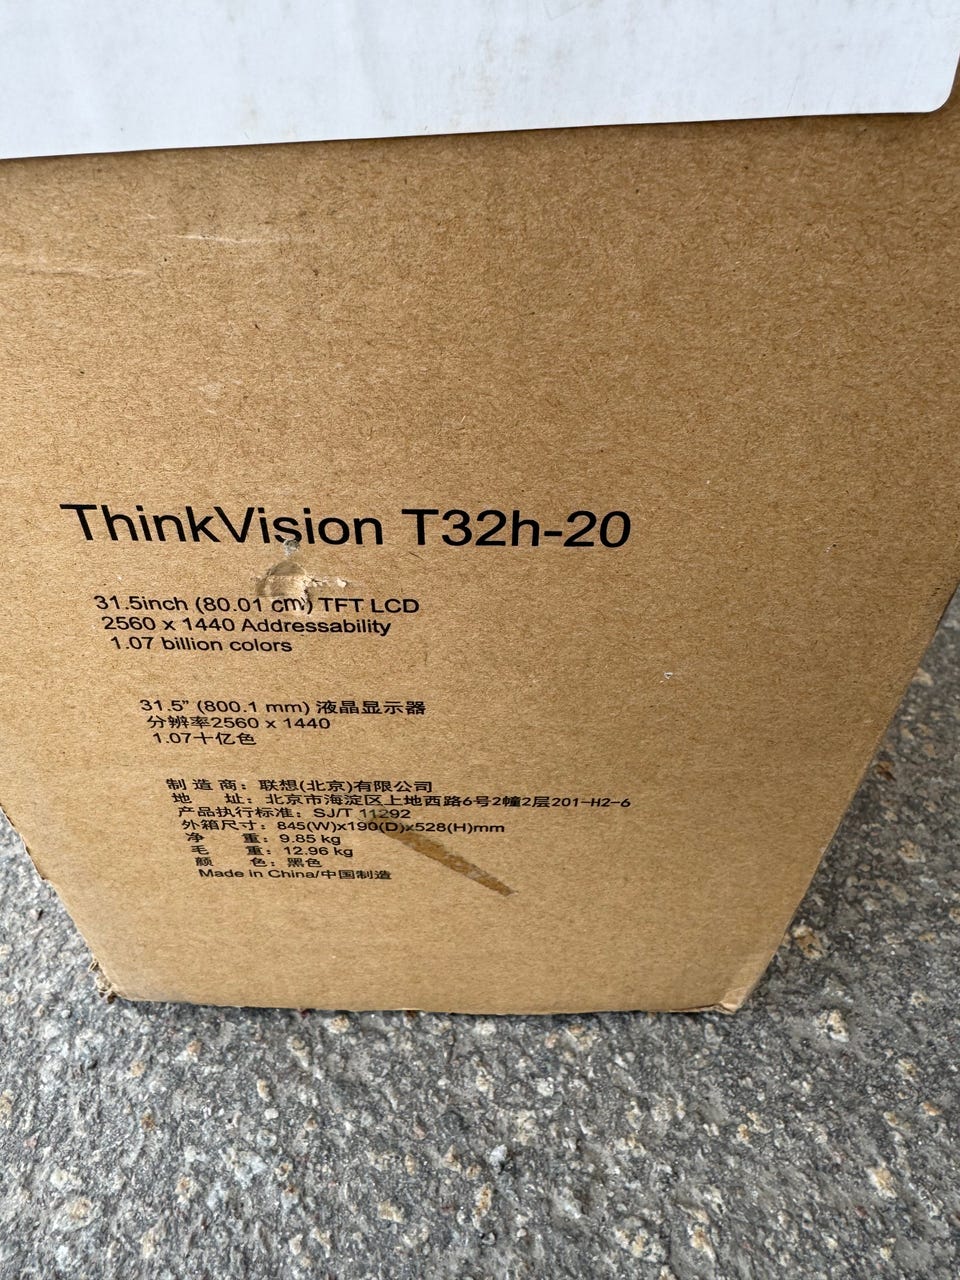 ThinkVision T32h-20
31.5inch (80.01 cm) TFT LCD
2560 x 1440 Addressability
1.07 billion colors
31.5” (800.1 mm) 液晶显示器
分辨率2560 x 1440
1.07十亿色
制 造 商：联想(北京)有限公司
地 址：北京市海淀区上地西路6号2幢2层201-H2-6
产品执行标准：SJ/T 11292
外箱尺寸：845(W)x190(D)x528(H)mm
净 重：9.85 kg
毛 重：12.96 kg
颜 色：黑色
Made in China/中国制造